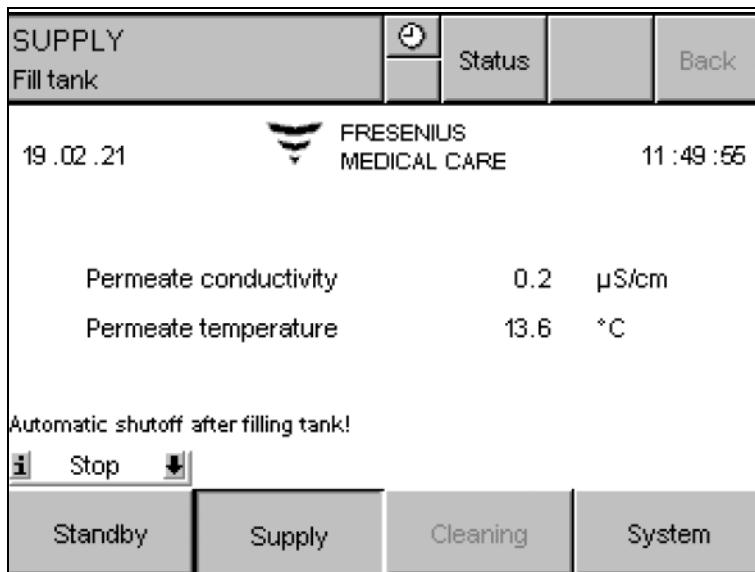 SUPPLY
Fill tank
Status
Back
19.02.21
FRESENIUS
MEDICAL CARE
11:49:55
Permeate conductivity 0.2 µS/cm
Permeate temperature 13.6 °C
Automatic shutoff after filling tank!
i Stop
Standby Supply Cleaning System